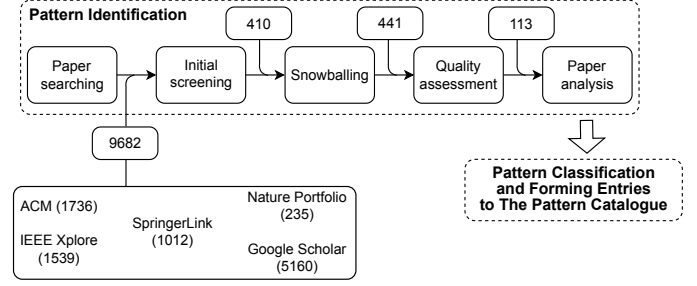 Pattern Identification
410
441
113
Paper
searching
Initial
screening
Snowballing
Quality
assessment
Paper
analysis
9682
ACM (1736)
IEEE Xplore
(1539)
SpringerLink
(1012)
Nature Portfolio
(235)
Google Scholar
(5160)
Pattern Classification
and Forming Entries
to The Pattern Catalogue